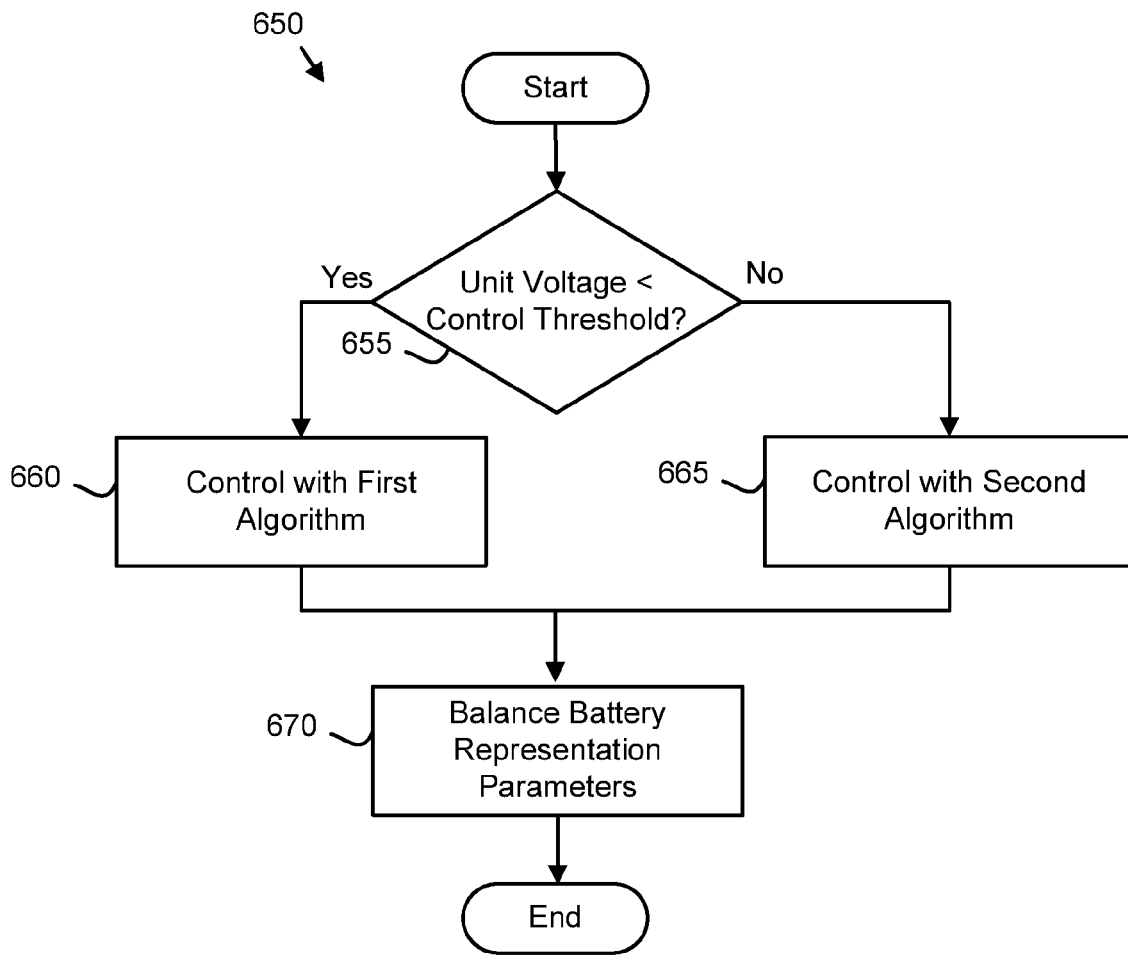 650
Start
Yes
No
Unit Voltage <
Control Threshold?
655
660
Control with First
Algorithm
665
Control with Second
Algorithm
670
Balance Battery
Representation
Parameters
End